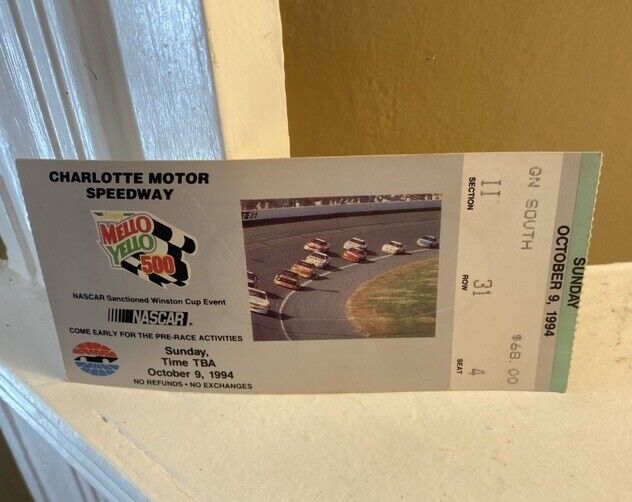 CHARLOTTE MOTOR
SPEEDWAY
MELLO
YELLO
500
NASCAR Sanctioned Winston Cup Event
NASCAR
COME EARLY FOR THE PRE-RACE ACTIVITIES
Sunday,
Time TBA
October 9, 1994
NO REFUNDS • NO EXCHANGES
SECTION
II
ROW
31
SEAT
4
GN SOUTH
$68.00
SUNDAY
OCTOBER 9, 1994